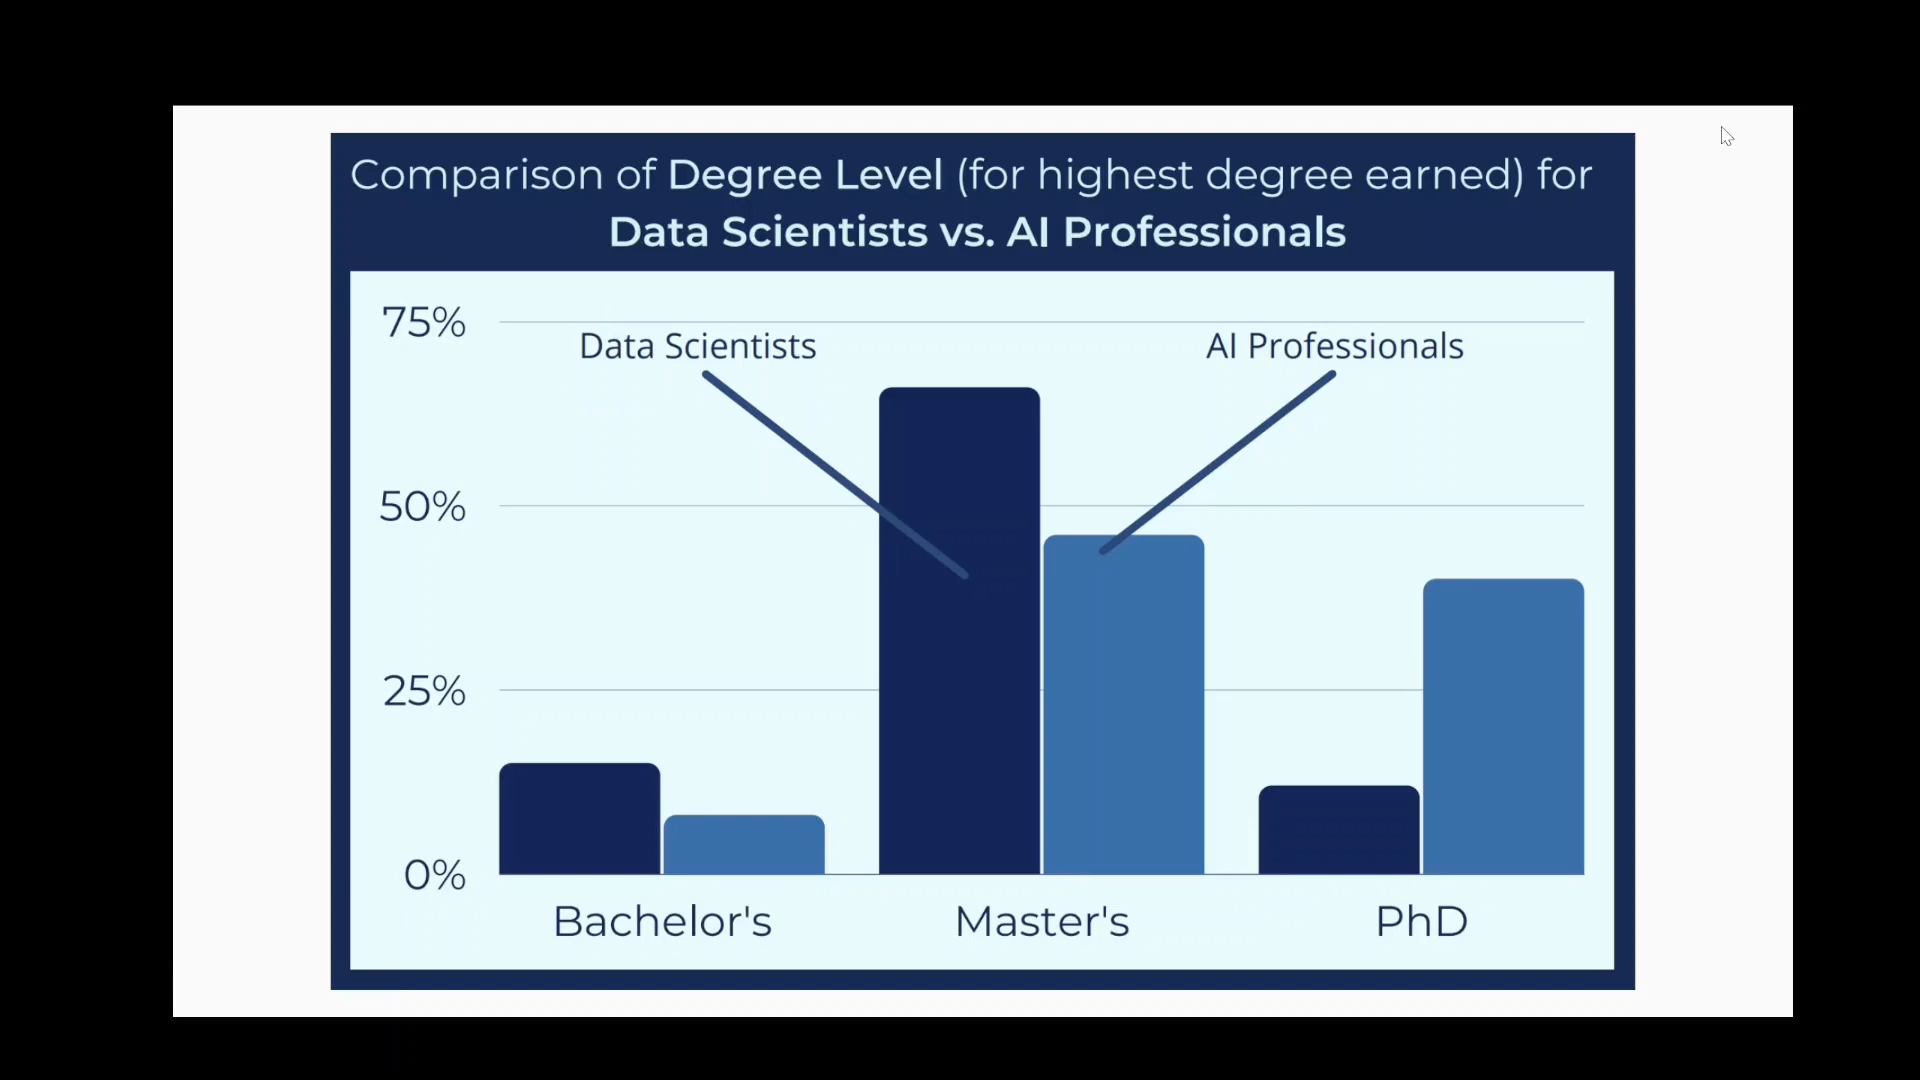 Comparison of Degree Level (for highest degree earned) for
Data Scientists vs. AI Professionals
75%
Data Scientists
AI Professionals
50%
25%
0%
Bachelor's
Master's
PhD